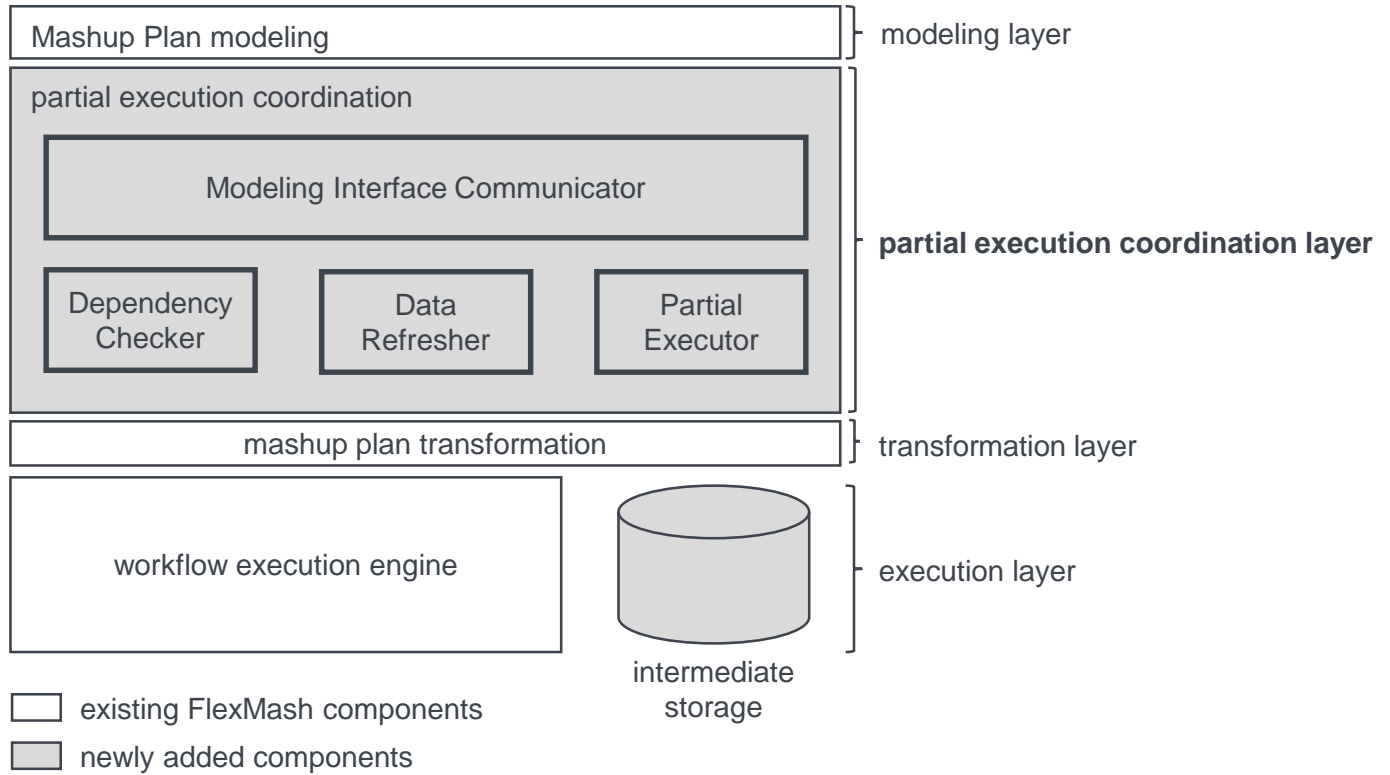 Mashup Plan modeling
modeling layer
partial execution coordination
Modeling Interface Communicator
partial execution coordination layer
Dependency
Checker
Data
Refresher
Partial
Executor
mashup plan transformation
transformation layer
workflow execution engine
execution layer
intermediate
storage
existing FlexMash components
newly added components